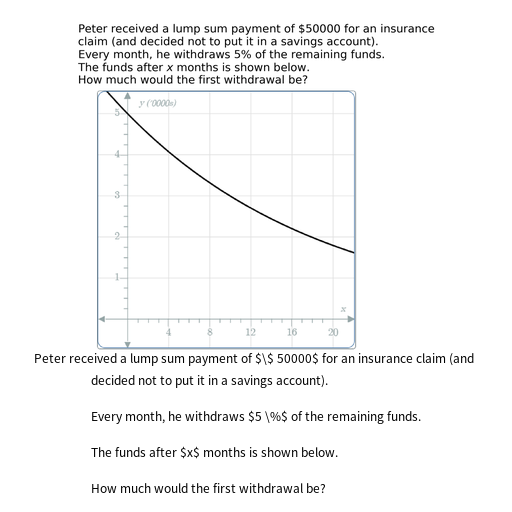 Peter received a lump sum payment of $50000 for an insurance
claim (and decided not to put it in a savings account).
Every month, he withdraws 5% of the remaining funds.
The funds after x months is shown below.
How much would the first withdrawal be?
y ('0000s)
5
4
3
2
1
x
4 8 12 16 20
Peter received a lump sum payment of $\$ 50000$ for an insurance claim (and
decided not to put it in a savings account).
Every month, he withdraws $5 \%$ of the remaining funds.
The funds after $x$ months is shown below.
How much would the first withdrawal be?